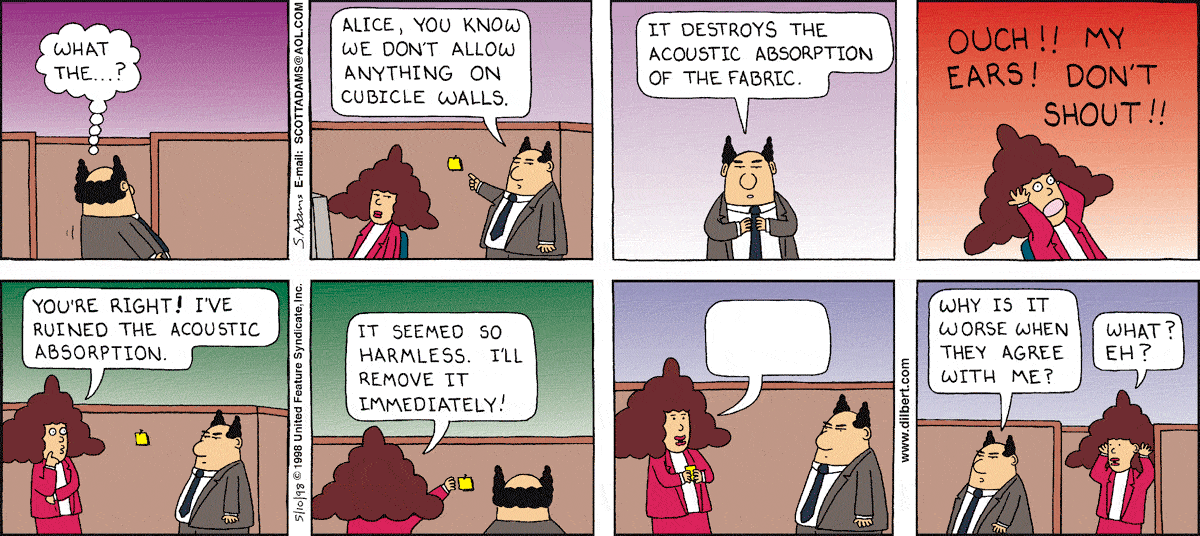 WHAT
THE...?
S. Adams E-mail: SCOTTADAMS@AOL.COM
ALICE, YOU KNOW
WE DON'T ALLOW
ANYTHING ON
CUBICLE WALLS.
IT DESTROYS THE
ACOUSTIC ABSORPTION
OF THE FABRIC.
OUCH!! MY
EARS! DON'T
SHOUT!!
YOU'RE RIGHT! I'VE
RUINED THE ACOUSTIC
ABSORPTION.
5/10/98 © 1998 United Feature Syndicate, Inc.
IT SEEMED SO
HARMLESS. I'LL
REMOVE IT
IMMEDIATELY!
www.dilbert.com
WHY IS IT
WORSE WHEN
THEY AGREE
WITH ME?
WHAT?
EH?